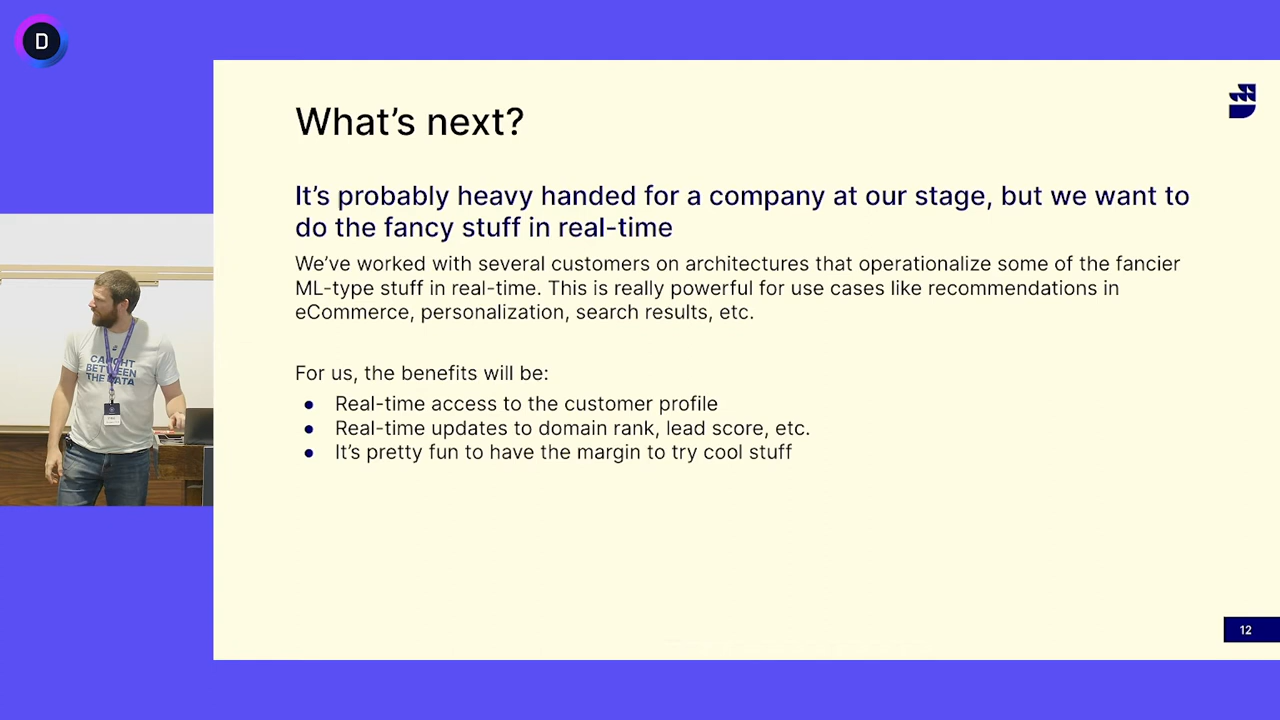 D
What’s next?
It’s probably heavy handed for a company at our stage, but we want to
do the fancy stuff in real-time
We’ve worked with several customers on architectures that operationalize some of the fancier
ML-type stuff in real-time. This is really powerful for use cases like recommendations in
eCommerce, personalization, search results, etc.
For us, the benefits will be:
● Real-time access to the customer profile
● Real-time updates to domain rank, lead score, etc.
● It’s pretty fun to have the margin to try cool stuff
CAUGHT
BETWEEN
THE DATA
12